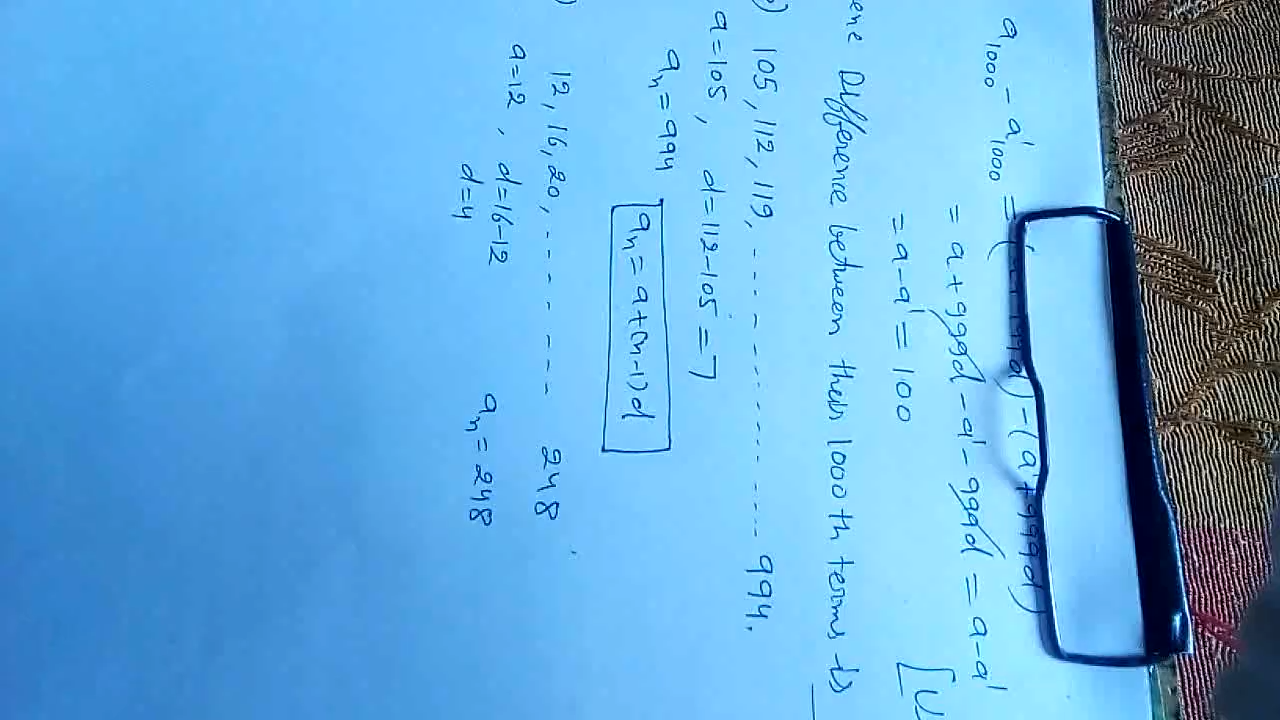 a₁₀₀₀ - a'₁₀₀₀ = ( 999d) - (a' + 999d)
= a + 999d - a' - 999d = a - a'
= a - a' = 100
Difference between their 1000th terms is
) 105, 112, 119, ---------- 994.
a = 105, d = 112 - 105 = 7
aₙ = 994
aₙ = a + (n - 1) d
) 12, 16, 20, ------- 248
a = 12, d = 16 - 12
d = 4 aₙ = 248